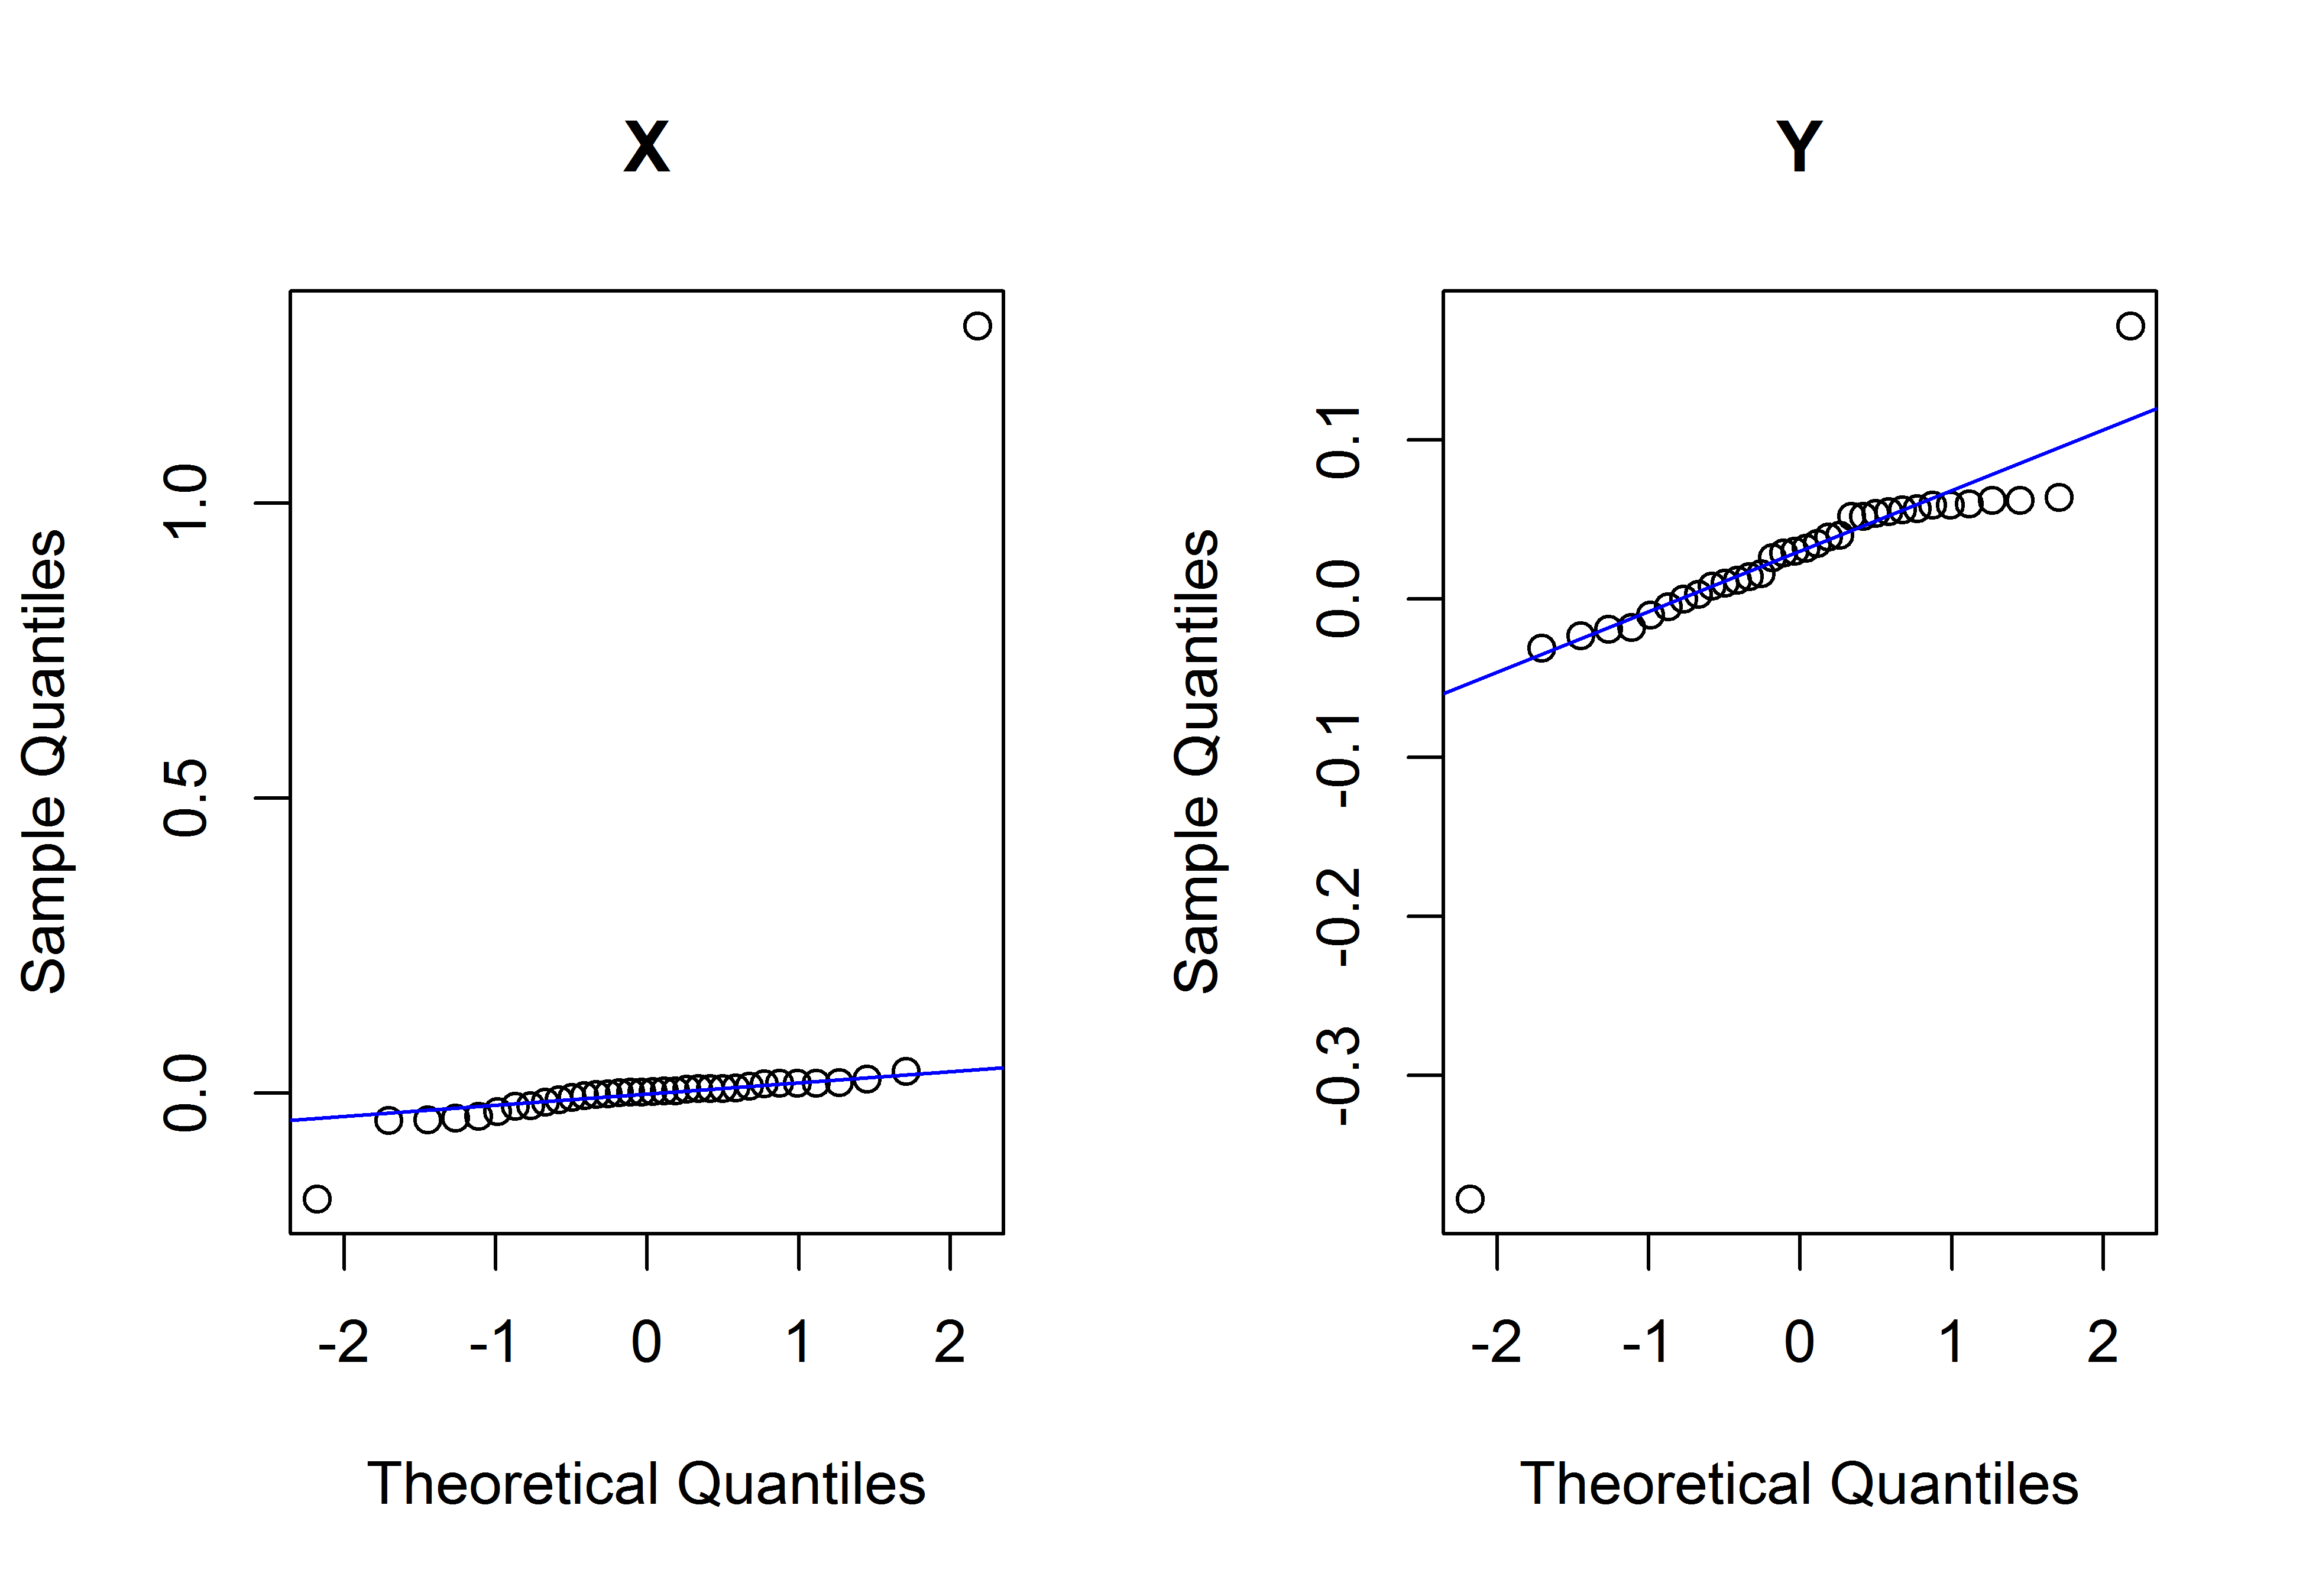 X
Sample Quantiles
1.0
0.5
0.0
-2 -1 0 1 2
Theoretical Quantiles
Y
Sample Quantiles
0.1
0.0
-0.1
-0.2
-0.3
-2 -1 0 1 2
Theoretical Quantiles